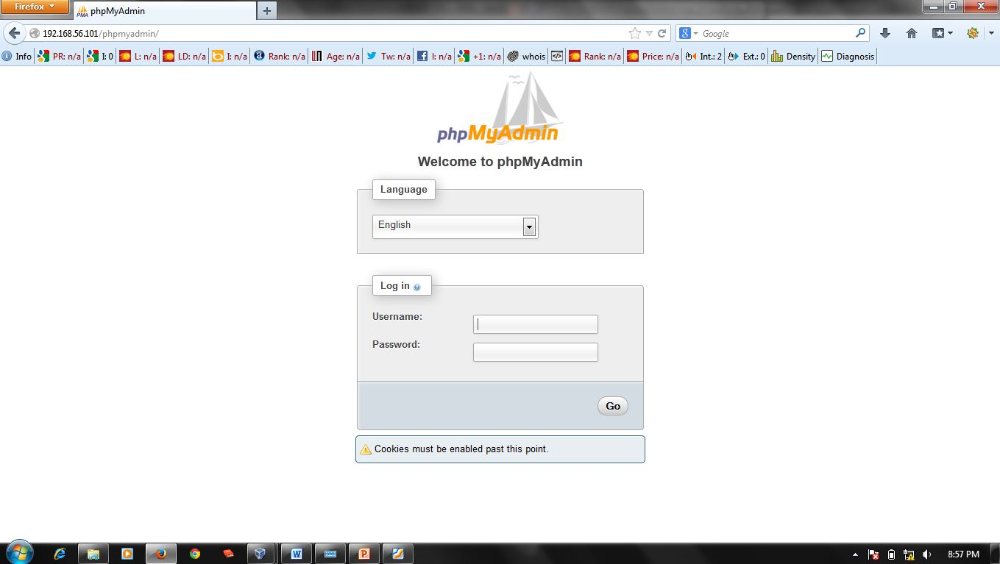 Firefox
phpMyAdmin
192.168.56.101/phpmyadmin/
Google
Info PR: n/a I: 0 L: n/a LD: n/a I: n/a Rank: n/a Age: n/a Tw: n/a l: n/a +1: n/a whois Rank: n/a Price: n/a Int.: 2 Ext.: 0 Density Diagnosis
phpMyAdmin
Welcome to phpMyAdmin
Language
English
Log in
Username:
Password:
Go
Cookies must be enabled past this point.
8:57 PM